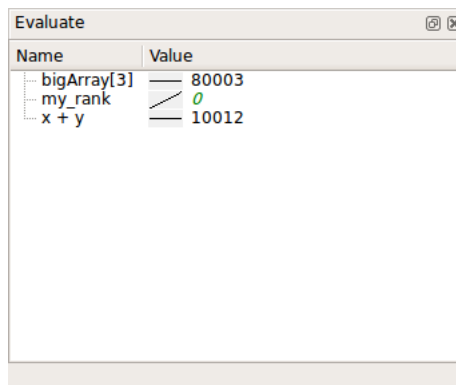 Evaluate
Name Value
bigArray[3] 80003
my_rank 0
x + y 10012